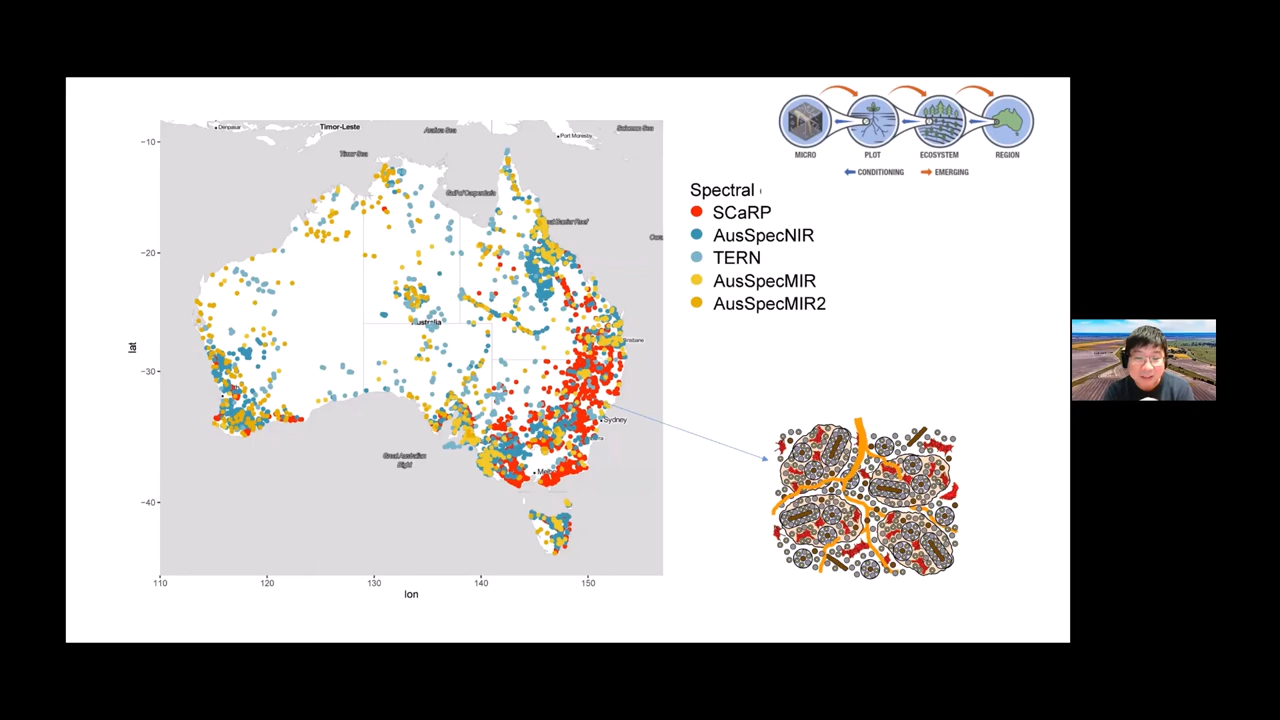 MICRO
PLOT
ECOSYSTEM
REGION
CONDITIONING
EMERGING
Denpasar
Timor-Leste
Arafura Sea
Port Moresby
Solomon Sea
Timor Sea
Gulf of Carpentaria
Great Barrier Reef
Australia
Brisbane
Sydney
Great Australian
Bight
−10
−20
−30
−40
lat
110
120
130
140
150
lon
Spectral
SCaRP
AusSpecNIR
TERN
AusSpecMIR
AusSpecMIR2